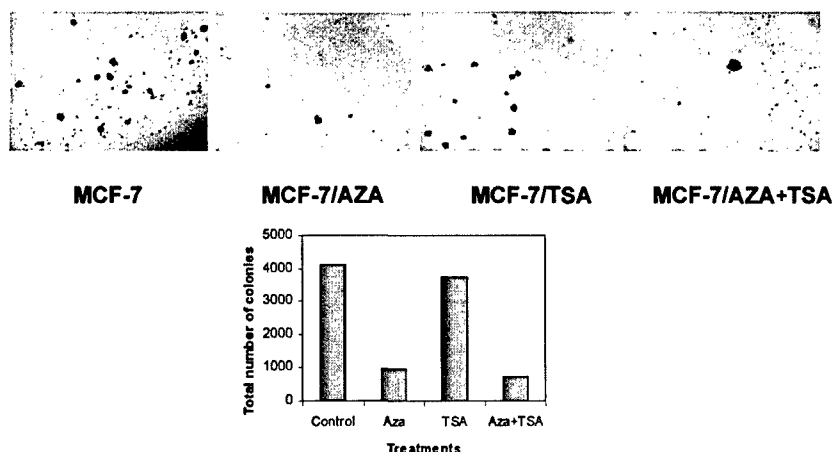 MCF-7 MCF-7/AZA MCF-7/TSA MCF-7/AZA+TSA
5000
4000
3000
2000
1000
0
Total number of colonies
Control Aza TSA Aza+TSA
Treatments